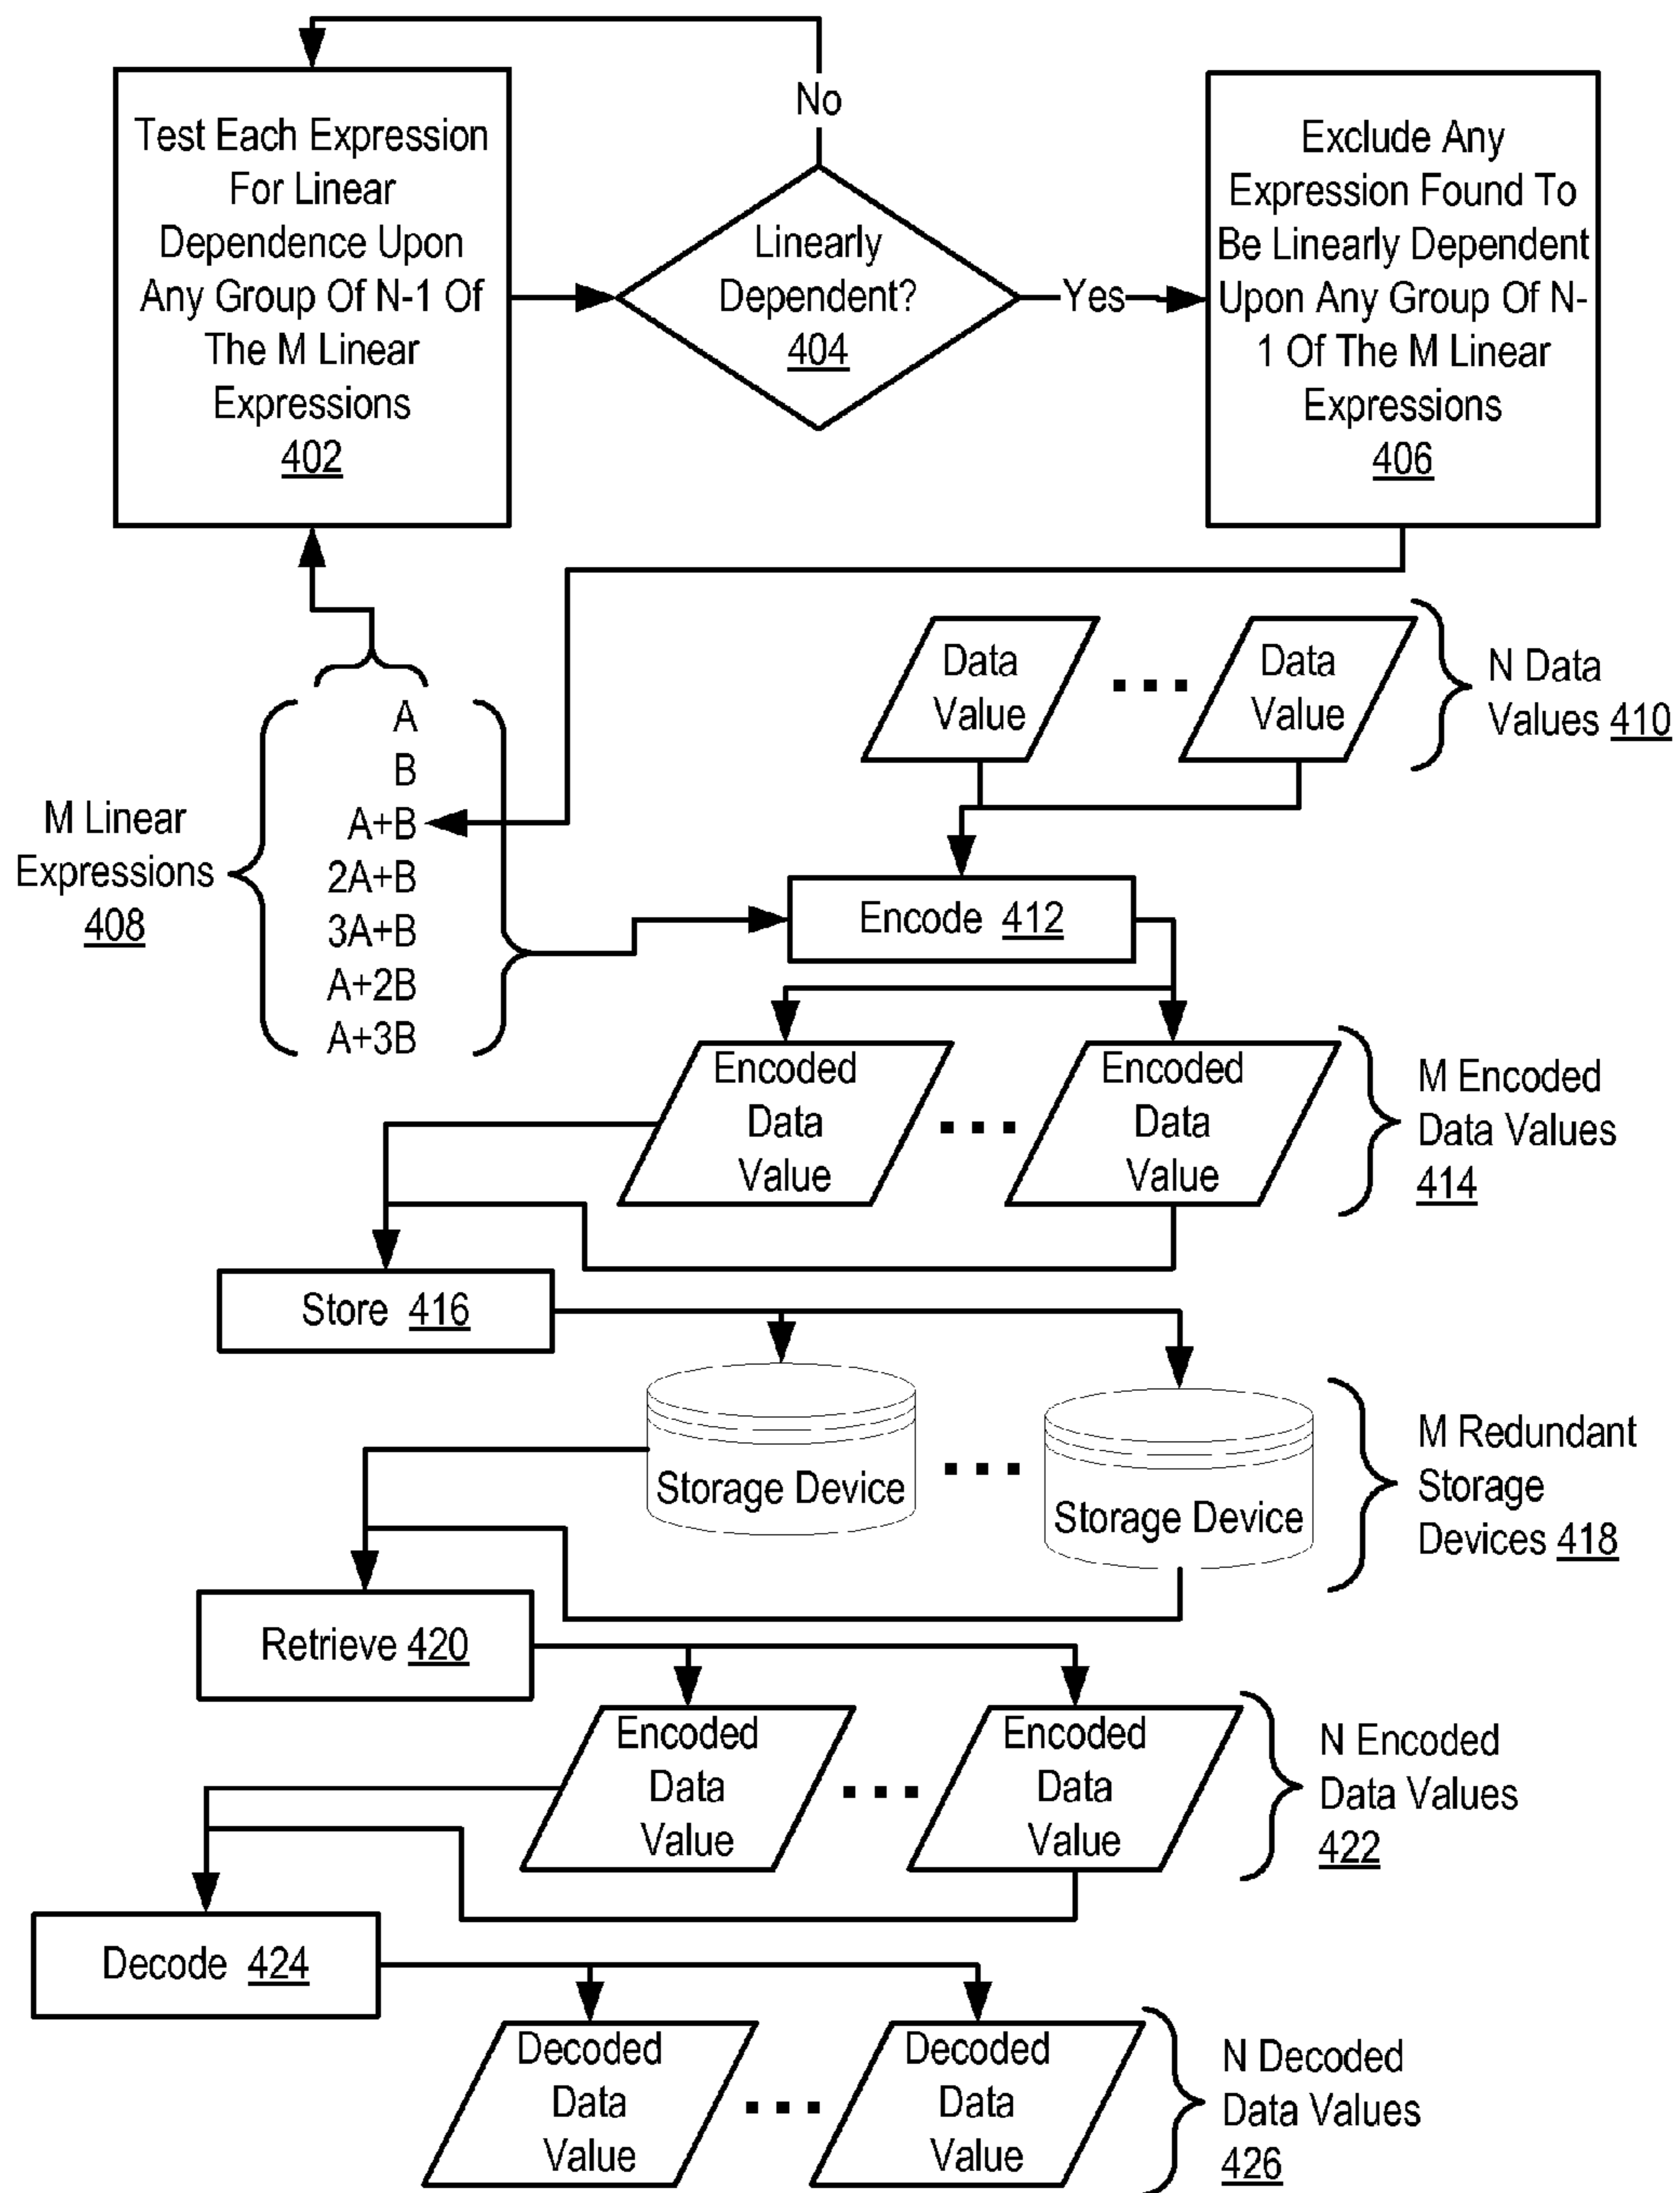 No
Test Each Expression
For Linear
Dependence Upon
Any Group Of N-1 Of
The M Linear
Expressions
402
Linearly
Dependent?
404
Yes
Exclude Any
Expression Found To
Be Linearly Dependent
Upon Any Group Of N-
1 Of The M Linear
Expressions
406
M Linear
Expressions
408
A
B
A+B
2A+B
3A+B
A+2B
A+3B
Data
Value
Data
Value
N Data
Values 410
Encode 412
Encoded
Data
Value
Encoded
Data
Value
M Encoded
Data Values
414
Store 416
Storage Device
Storage Device
M Redundant
Storage
Devices 418
Retrieve 420
Encoded
Data
Value
Encoded
Data
Value
N Encoded
Data Values
422
Decode 424
Decoded
Data
Value
Decoded
Data
Value
N Decoded
Data Values
426